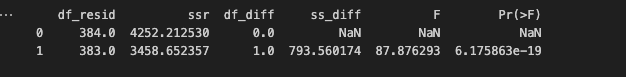 ... df_resid ssr df_diff ss_diff F Pr(>F)
0 384.0 4252.212530 0.0 NaN NaN NaN
1 383.0 3458.652357 1.0 793.560174 87.876293 6.175863e-19